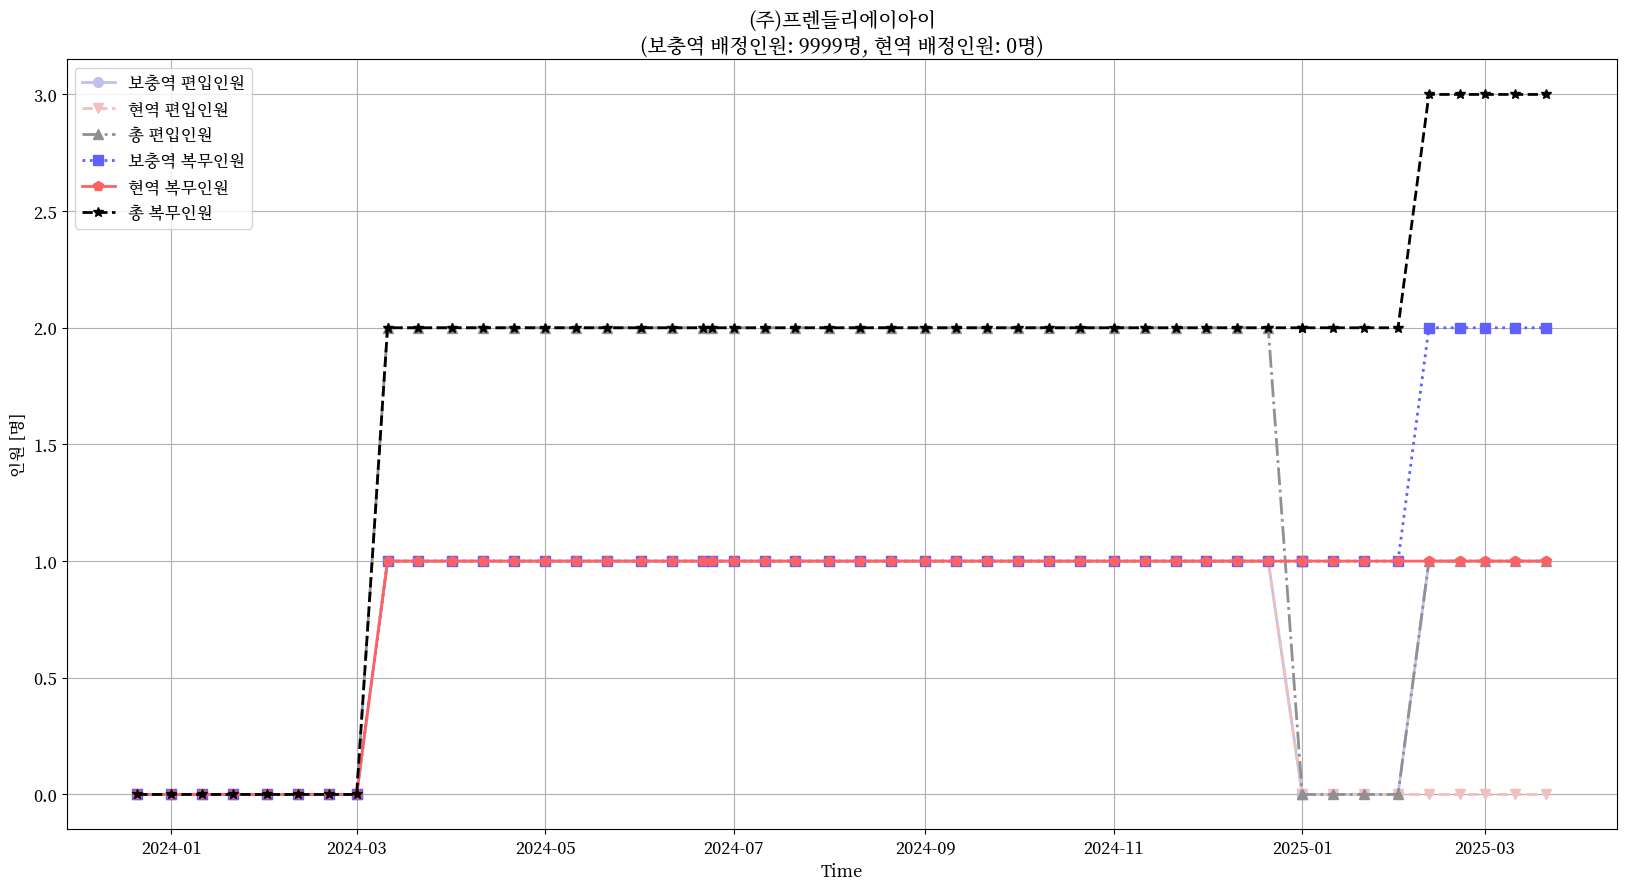 (주)프렌들리에이아이
(보충역 배정인원: 9999명, 현역 배정인원: 0명)
보충역 편입인원
현역 편입인원
총 편입인원
보충역 복무인원
현역 복무인원
총 복무인원
3.0
2.5
2.0
1.5
1.0
0.5
0.0
인원 [명]
2024-01 2024-03 2024-05 2024-07 2024-09 2024-11 2025-01 2025-03
Time